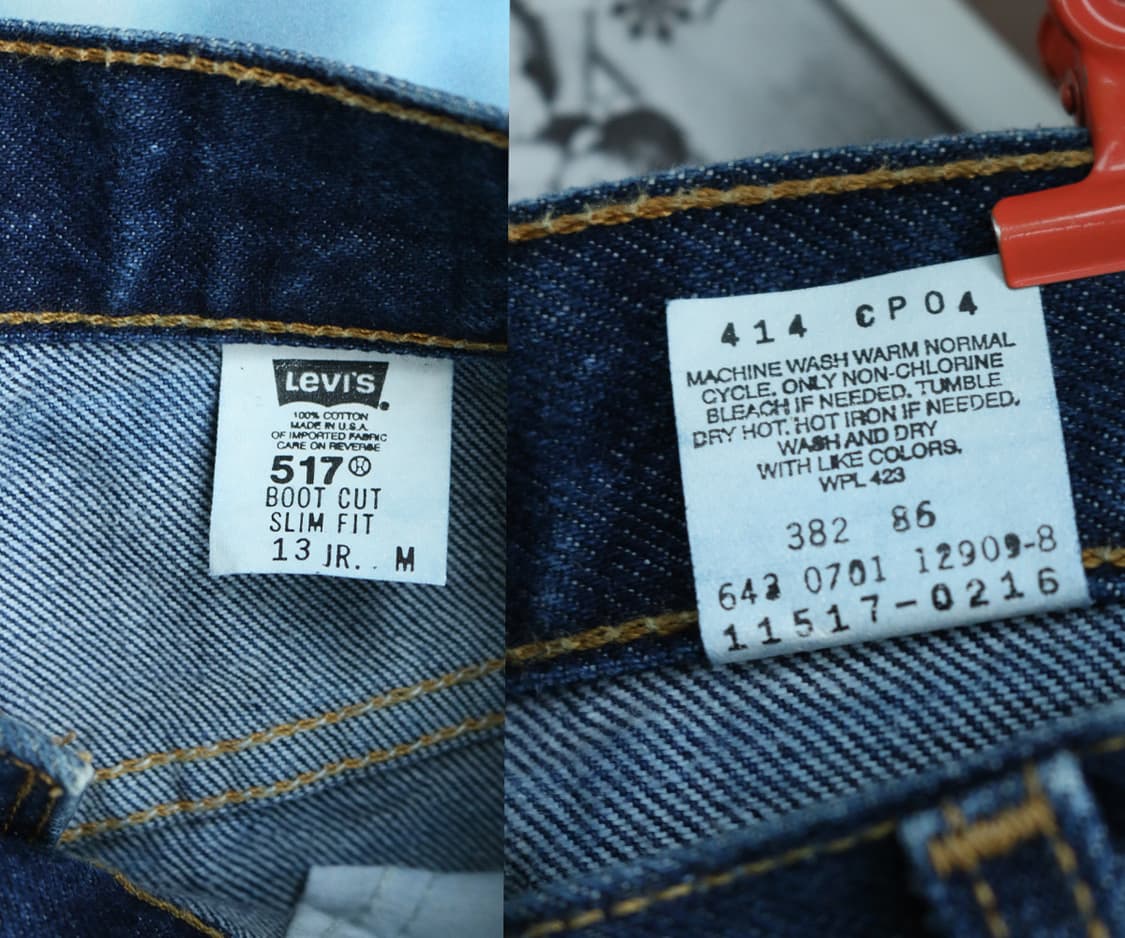 Levi's
100% COTTON
MADE IN U.S.A.
OF IMPORTED FABRIC
CARE ON REVERSE
517®
BOOT CUT
SLIM FIT
13 JR. M
414 CPO4
MACHINE WASH WARM NORMAL
CYCLE. ONLY NON-CHLORINE
BLEACH IF NEEDED. TUMBLE
DRY HOT. HOT IRON IF NEEDED.
WASH AND DRY
WITH LIKE COLORS.
WPL 423
382 86
643 0701 12909-8
11517-0216